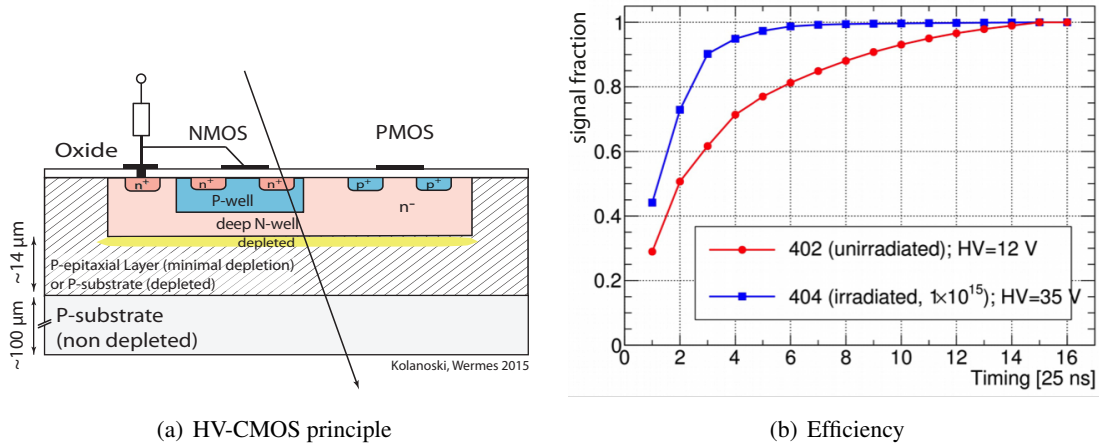 Oxide
NMOS
PMOS
n+
n+
n+
p+
p+
P-well
n−
deep N-well
depleted
P-epitaxial Layer (minimal depletion)
or P-substrate (depleted)
P-substrate
(non depleted)
~14 μm
~100 μm
Kolanoski, Wermes 2015
(a) HV-CMOS principle
signal fraction
1
0.8
0.6
0.4
0.2
0
402 (unirradiated); HV=12 V
404 (irradiated, 1×10^15); HV=35 V
0 2 4 6 8 10 12 14 16
Timing [25 ns]
(b) Efficiency